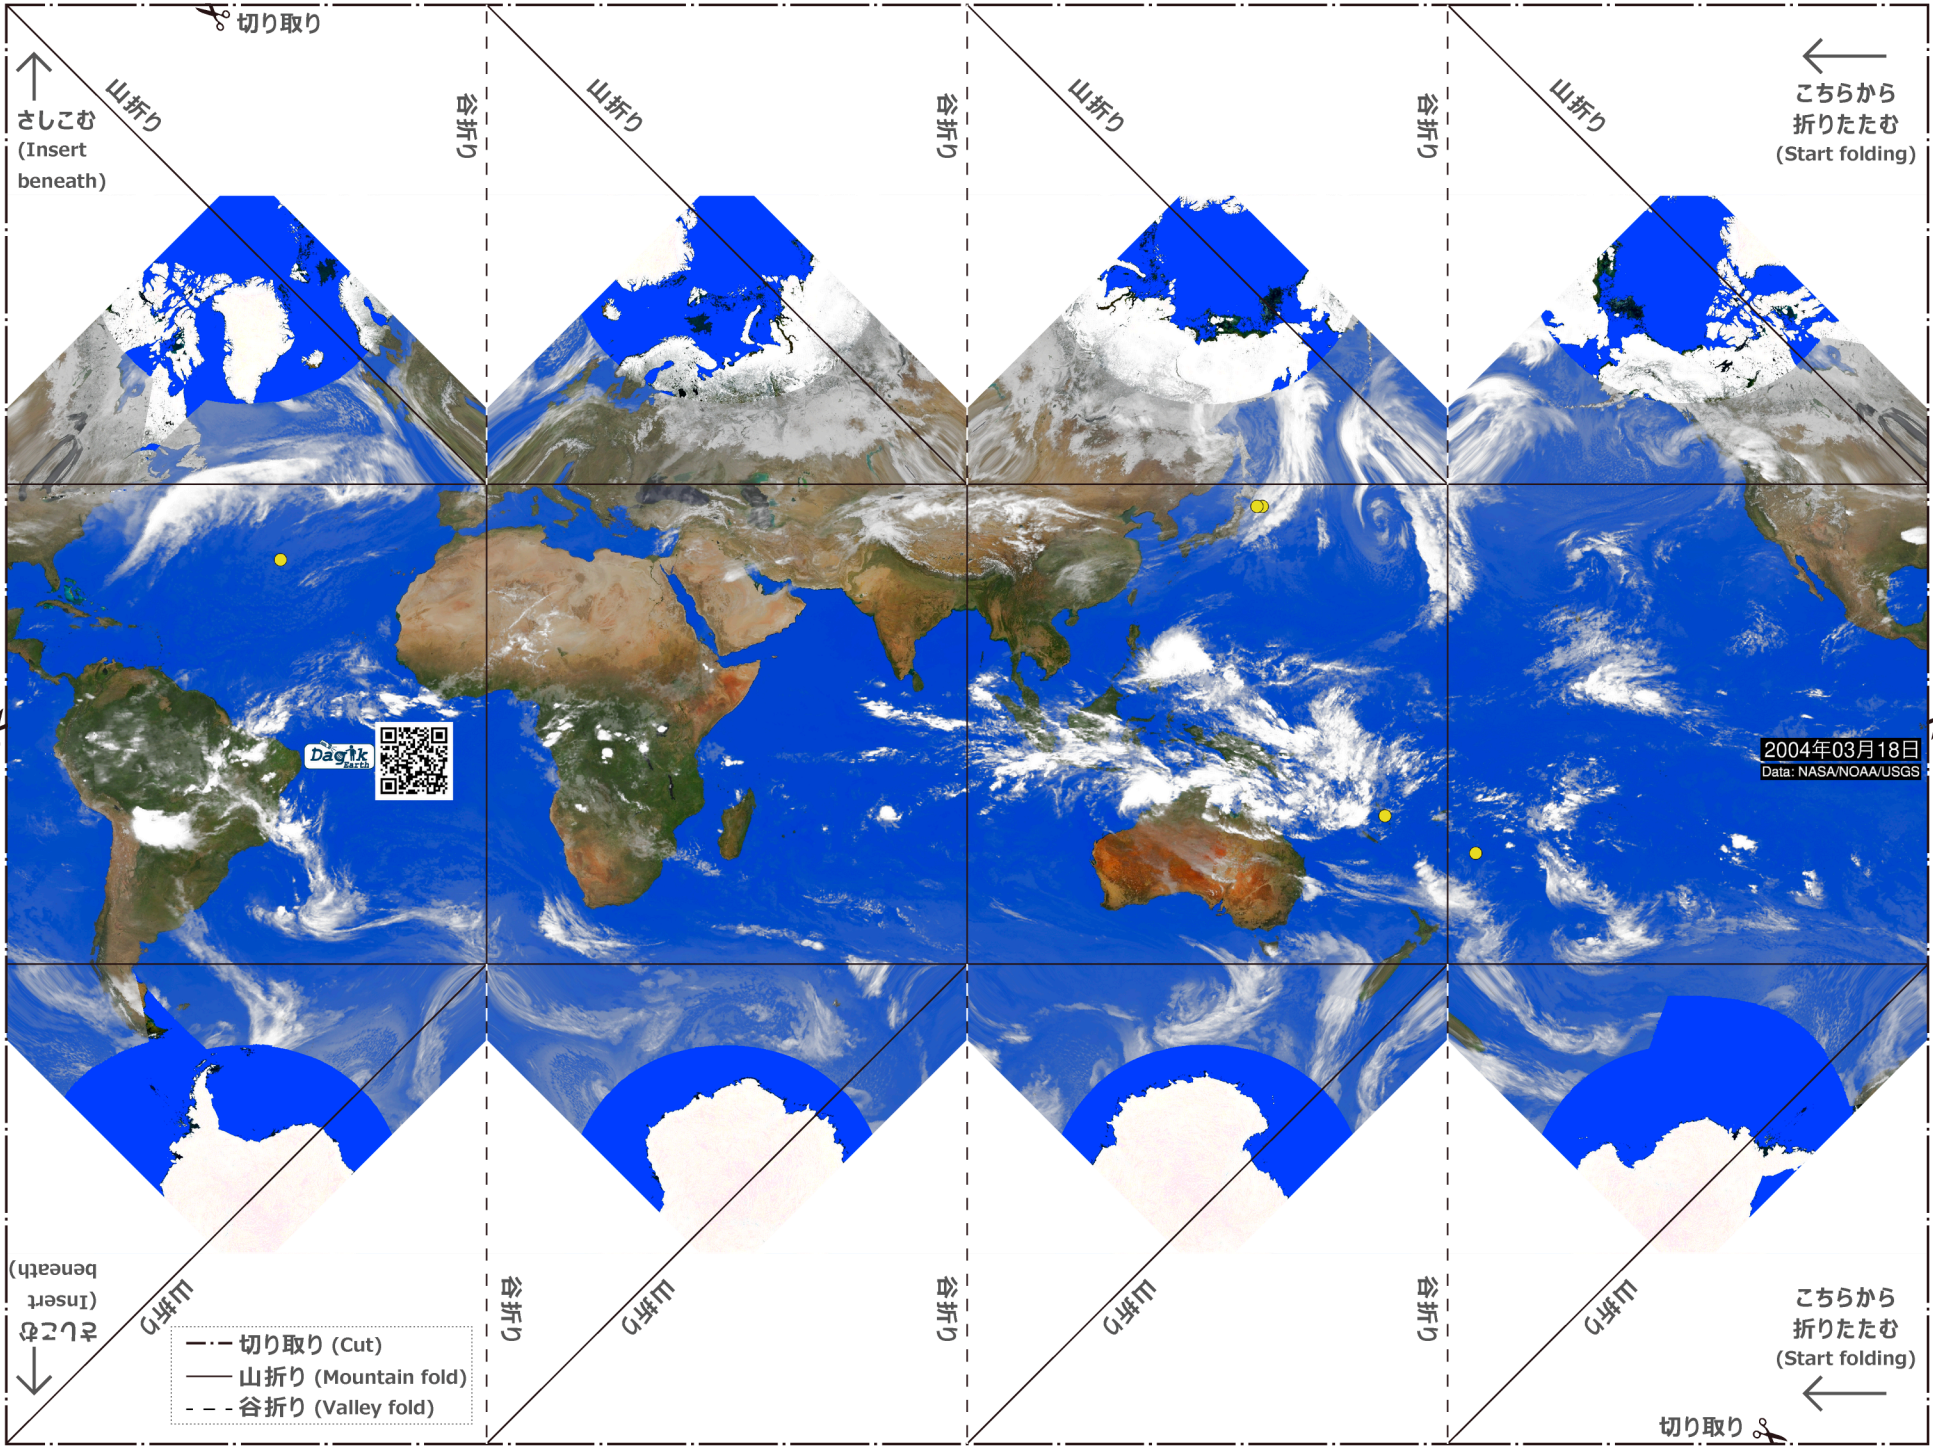 切り取り
山折り
谷折り
山折り
谷折り
山折り
谷折り
山折り
さしこむ
(Insert
beneath)
こちらから
折りたたむ
(Start folding)
Dagik
Earth
2004年03月18日
Data: NASA/NOAA/USGS
さしこむ
(Insert
beneath)
山折り
谷折り
山折り
谷折り
山折り
谷折り
山折り
切り取り (Cut)
山折り (Mountain fold)
谷折り (Valley fold)
こちらから
折りたたむ
(Start folding)
切り取り